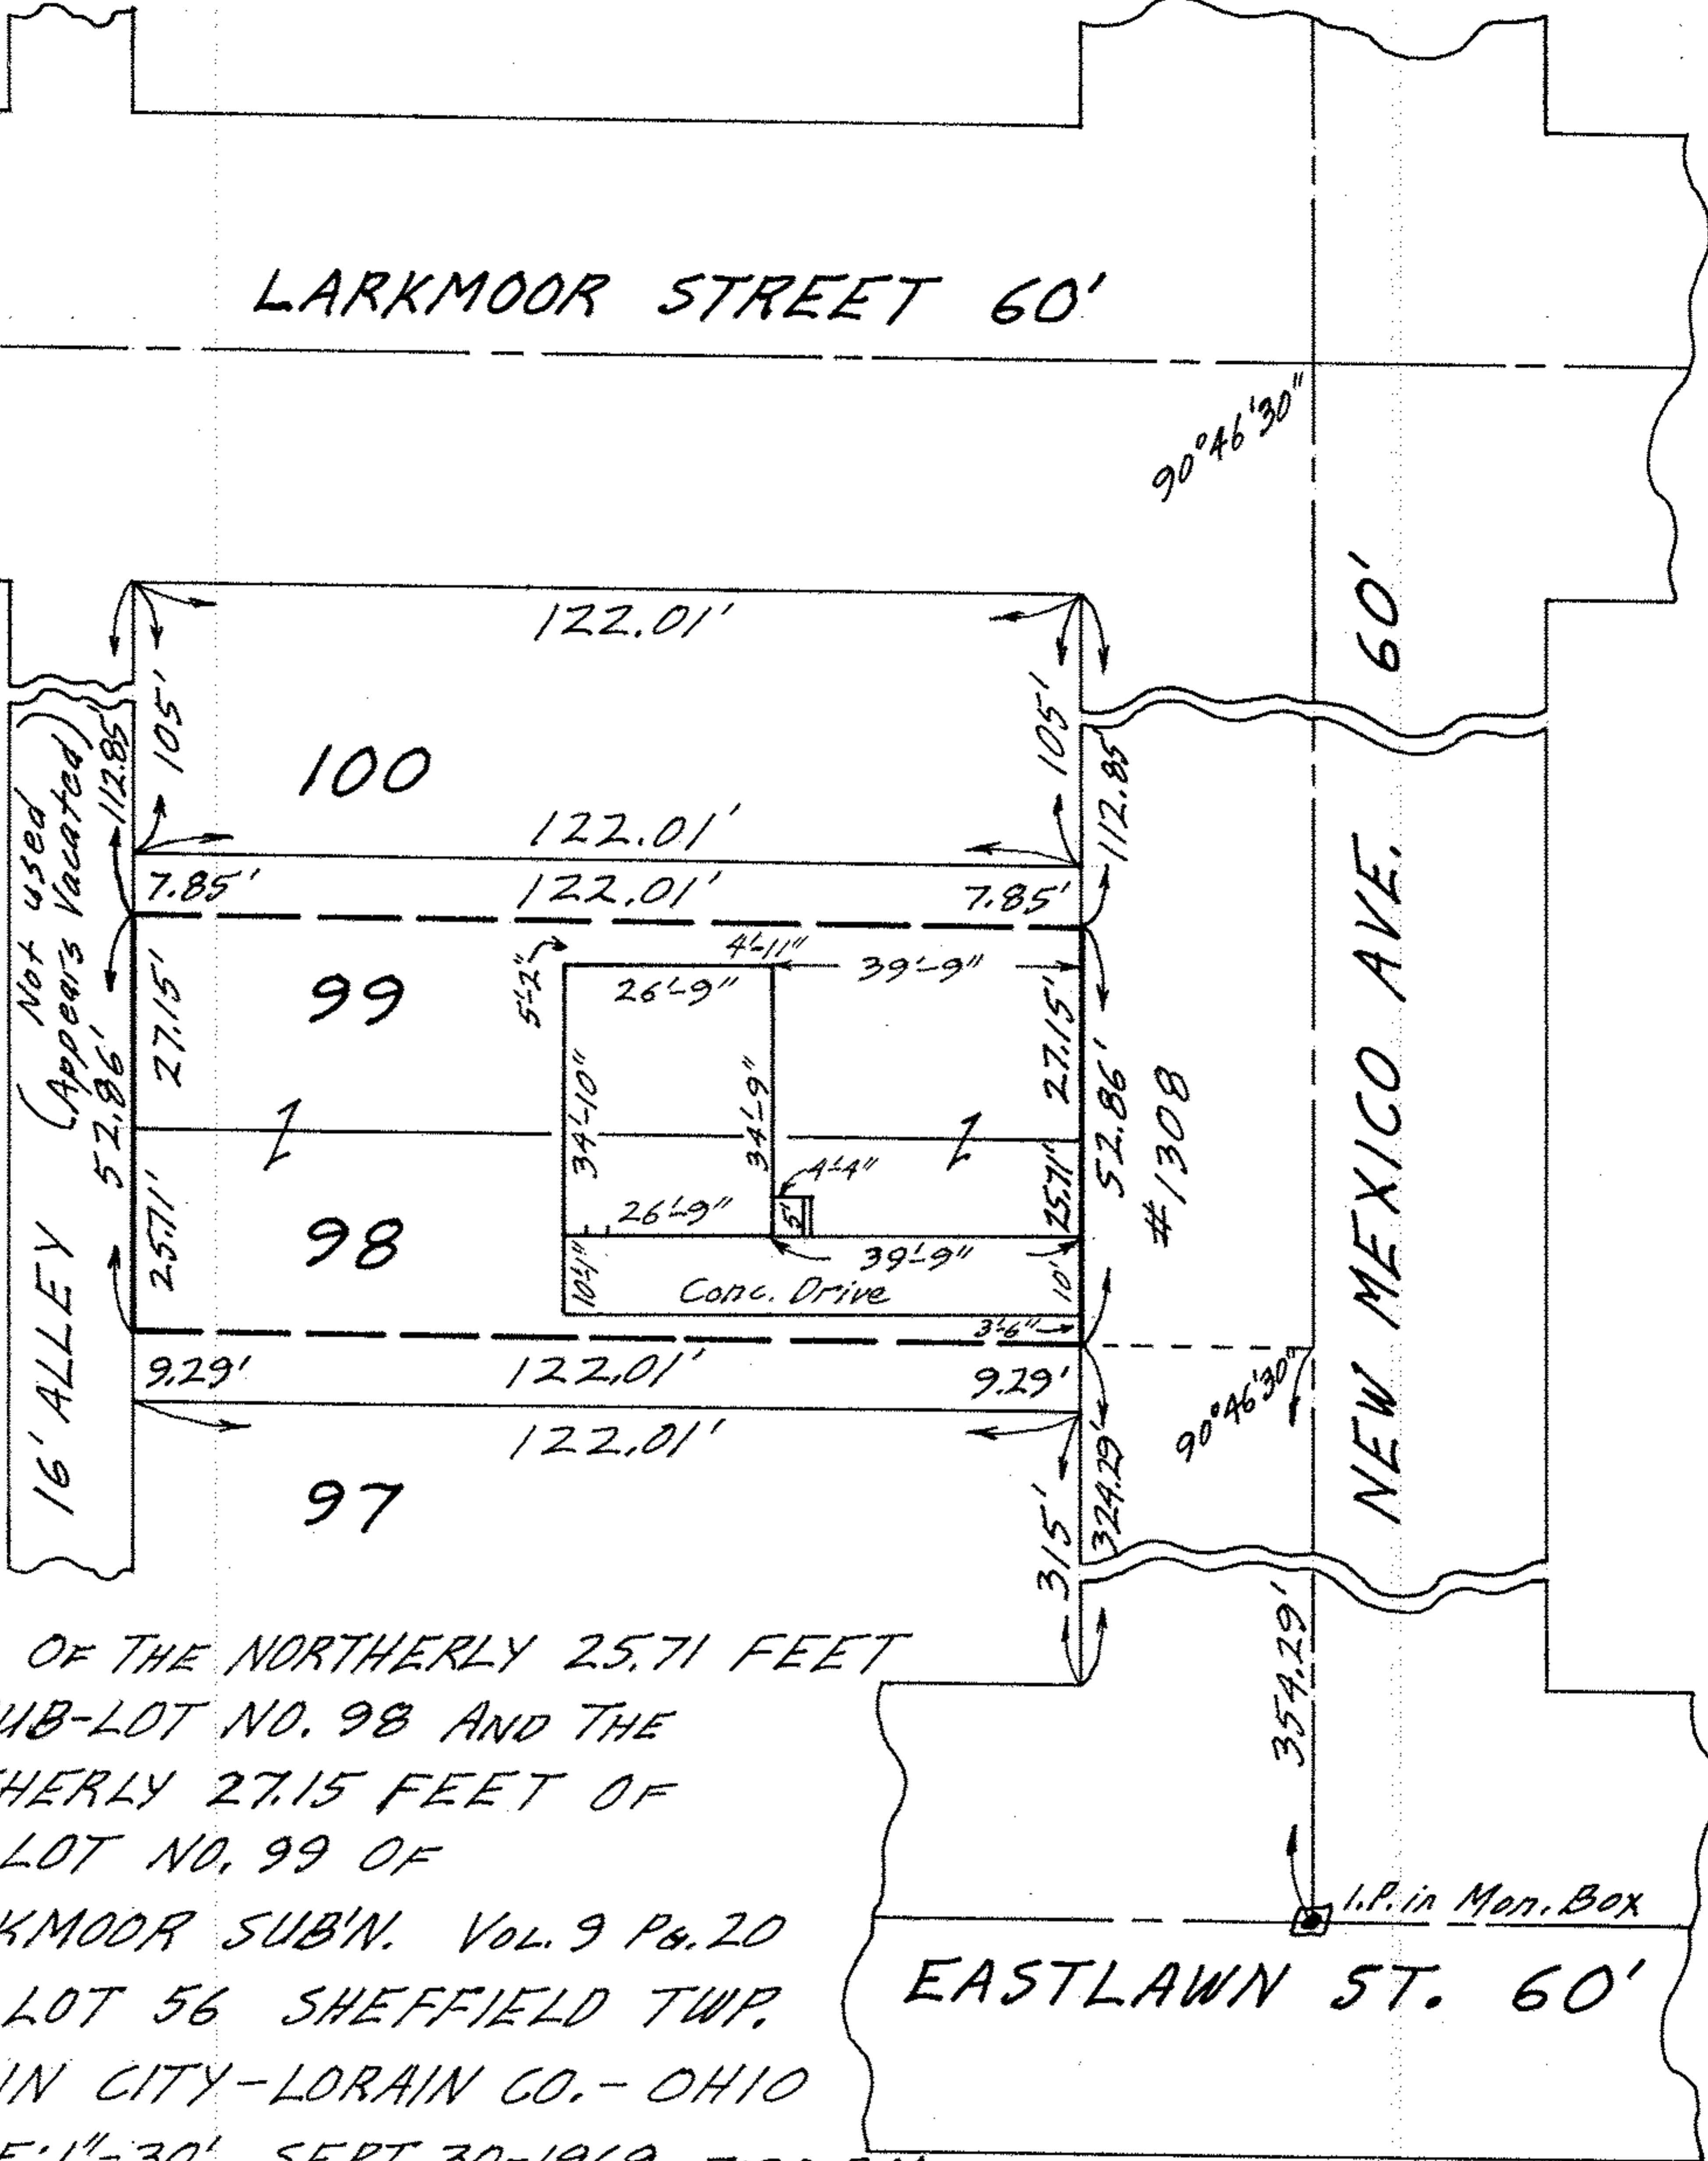 LARKMOOR STREET 60'
90°46'30"
NEW MEXICO AVE. 60'
122.01'
105'
105'
112.85'
112.85'
100
122.01'
7.85'
122.01'
7.85'
Not used
(Appears Vacated)
16' ALLEY
52.86'
27.15'
99
5'-2"
4'-11"
26'-9"
39'-9"
27.15'
52.86'
#1308
34'-10"
34'-9"
4'-4"
5'
25.71'
98
26'-9"
39'-9"
25.71'
Conc. Drive
10'
3'-6"
9.29'
122.01'
9.29'
90°46'30"
122.01'
97
315'
324.29'
354.29'
OF THE NORTHERLY 25.71 FEET
UB-LOT NO. 98 AND THE
HERLY 27.15 FEET OF
LOT NO. 99 OF
KMOOR SUB'N. VOL. 9 PG. 20
LOT 56 SHEFFIELD TWP.
IN CITY-LORAIN CO.-OHIO
E: 1"=30' SEPT. 30-1969
I.P. in Mon. Box
EASTLAWN ST. 60'